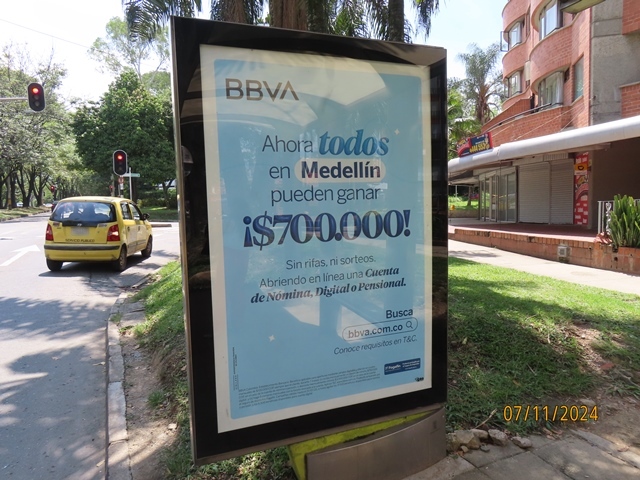 BBVA
Ahora todos
en Medellín
pueden ganar
¡$700.000!
Sin rifas, ni sorteos.
Abriendo en línea una Cuenta
de Nómina, Digital o Pensional.
Busca
bbva.com.co
Conoce requisitos en T&C.
07/11/2024